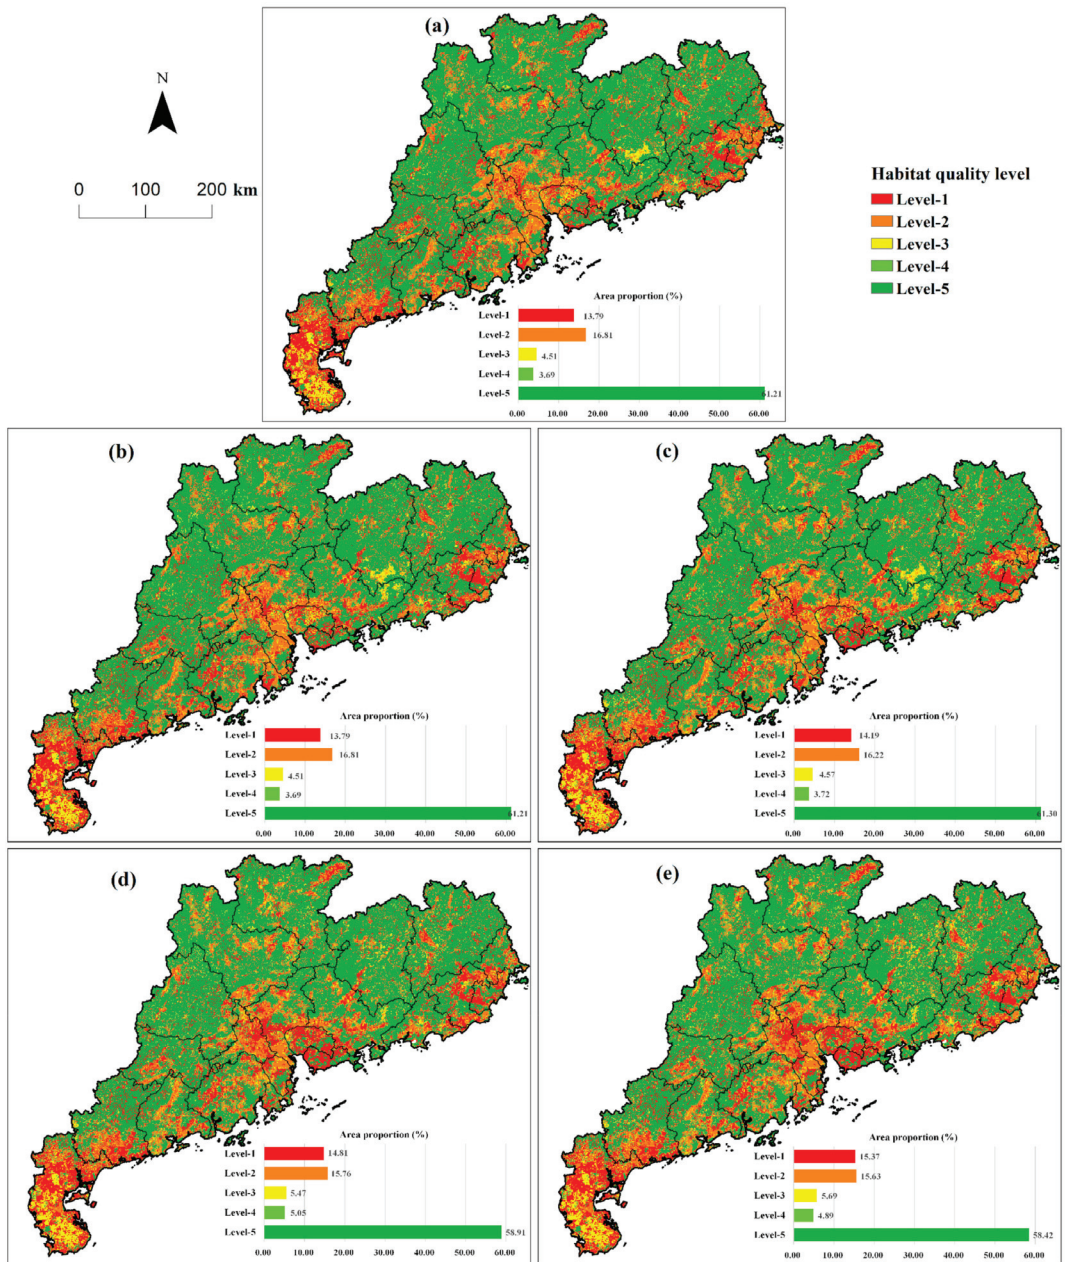 (a)
N
0 100 200 km
Habitat quality level
Level-1
Level-2
Level-3
Level-4
Level-5
Area proportion (%)
Level-1 13.79
Level-2 16.81
Level-3 4.51
Level-4 3.69
Level-5 61.21
0.00 10.00 20.00 30.00 40.00 50.00 60.00
(b)
Area proportion (%)
Level-1 13.79
Level-2 16.81
Level-3 4.51
Level-4 3.69
Level-5 61.21
0.00 10.00 20.00 30.00 40.00 50.00 60.00
(c)
Area proportion (%)
Level-1 14.19
Level-2 16.22
Level-3 4.57
Level-4 3.72
Level-5 61.30
0.00 10.00 20.00 30.00 40.00 50.00 60.00
(d)
Area proportion (%)
Level-1 14.81
Level-2 15.76
Level-3 5.47
Level-4 5.05
Level-5 58.91
0.00 10.00 20.00 30.00 40.00 50.00 60.00
(e)
Area proportion (%)
Level-1 15.37
Level-2 15.63
Level-3 5.69
Level-4 4.89
Level-5 58.42
0.00 10.00 20.00 30.00 40.00 50.00 60.00